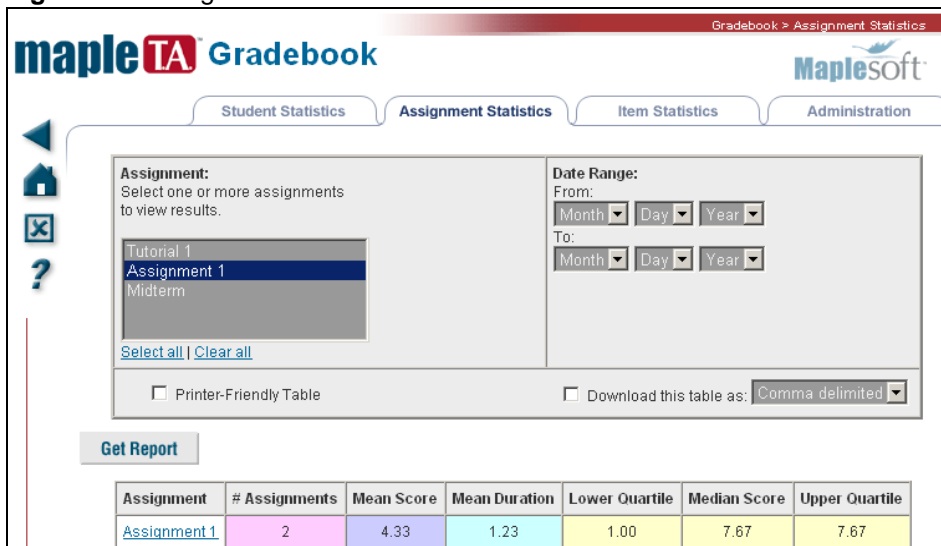 Gradebook > Assignment Statistics
maple T.A. Gradebook
Maplesoft
Student Statistics Assignment Statistics Item Statistics Administration
Assignment:
Select one or more assignments
to view results.
Tutorial 1
Assignment 1
Midterm
Select all | Clear all
Date Range:
From:
Month Day Year
To:
Month Day Year
Printer-Friendly Table
Download this table as: Comma delimited
Get Report
Assignment # Assignments Mean Score Mean Duration Lower Quartile Median Score Upper Quartile
Assignment 1 2 4.33 1.23 1.00 7.67 7.67